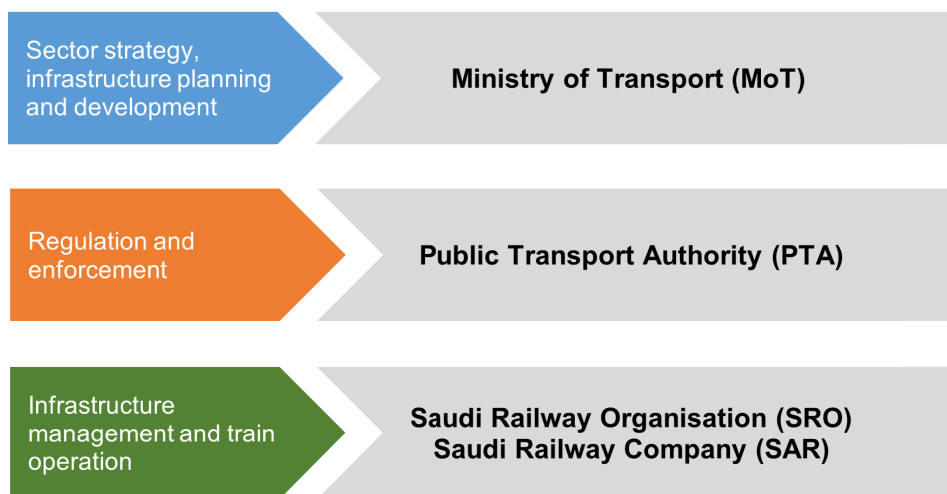 Sector strategy,
infrastructure planning
and development
Ministry of Transport (MoT)
Regulation and
enforcement
Public Transport Authority (PTA)
Infrastructure
management and train
operation
Saudi Railway Organisation (SRO)
Saudi Railway Company (SAR)